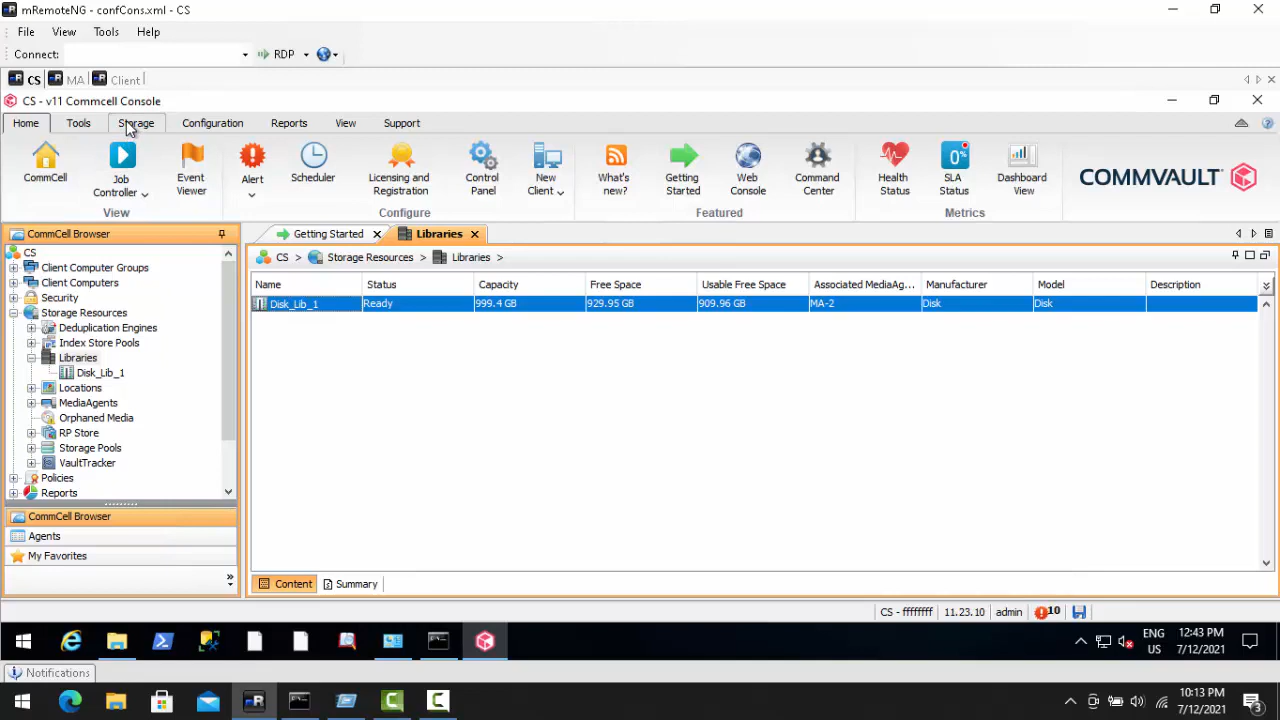 mRemoteNG - confCons.xml - CS
File View Tools Help
Connect: RDP
CS MA Client
CS - v11 Commcell Console
Home Tools Storage Configuration Reports View Support
CommCell
Job Controller
Event Viewer
Alert
Scheduler
Licensing and Registration
Control Panel
New Client
What's new?
Getting Started
Web Console
Command Center
Health Status
0%
SLA Status
Dashboard View
COMMVAULT
View Configure Featured Metrics
CommCell Browser
Getting Started Libraries
CS > Storage Resources > Libraries >
CS
Client Computer Groups
Client Computers
Security
Storage Resources
Deduplication Engines
Index Store Pools
Libraries
Disk_Lib_1
Locations
MediaAgents
Orphaned Media
RP Store
Storage Pools
VaultTracker
Policies
Reports
Name Status Capacity Free Space Usable Free Space Associated MediaAg... Manufacturer Model Description
Disk_Lib_1 Ready 999.4 GB 929.95 GB 909.96 GB MA-2 Disk Disk
CommCell Browser
Agents
My Favorites
Content Summary
CS - ffffffff 11.23.10 admin 10
ENG US
12:43 PM
7/12/2021
Notifications
10:13 PM
7/12/2021
3